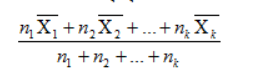 n₁X̅₁ + n₂X̅₂ + ... + nₖX̅ₖ
n₁ + n₂ + ... + nₖ